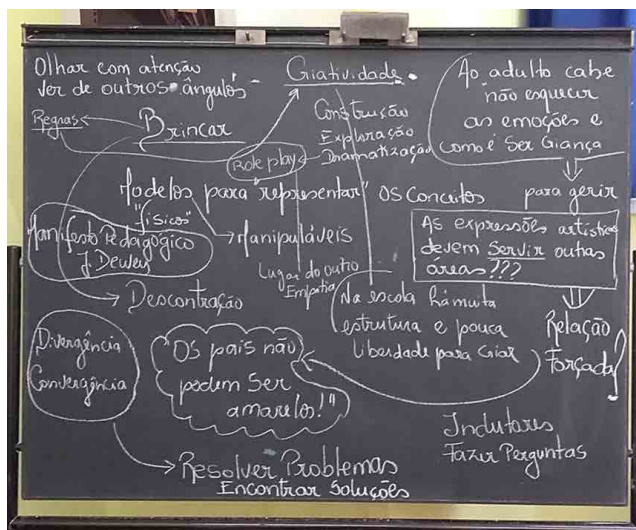 Olhar com atenção
Ver de outros ângulos
Criatividade
Ao adulto cabe
não esquecer
as emoções e
como é Ser Criança
Regras
Brincar
Construção
Exploração
Dramatização
Role play
Modelos para "representar" os conceitos
para gerir
"físicos"
Manifesto Pedagógico
J. Dewey
Manipuláveis
As expressões artísticas
devem Servir outras
áreas???
Lugar do outro
Empatia
Descontração
Na escola há muita
estrutura e pouca
liberdade para Criar
Relação
Forçada!
Divergência
Convergência
"Os pais não
podem Ser
amarelos!"
Indutores
Fazer Perguntas
Resolver Problemas
Encontrar Soluções